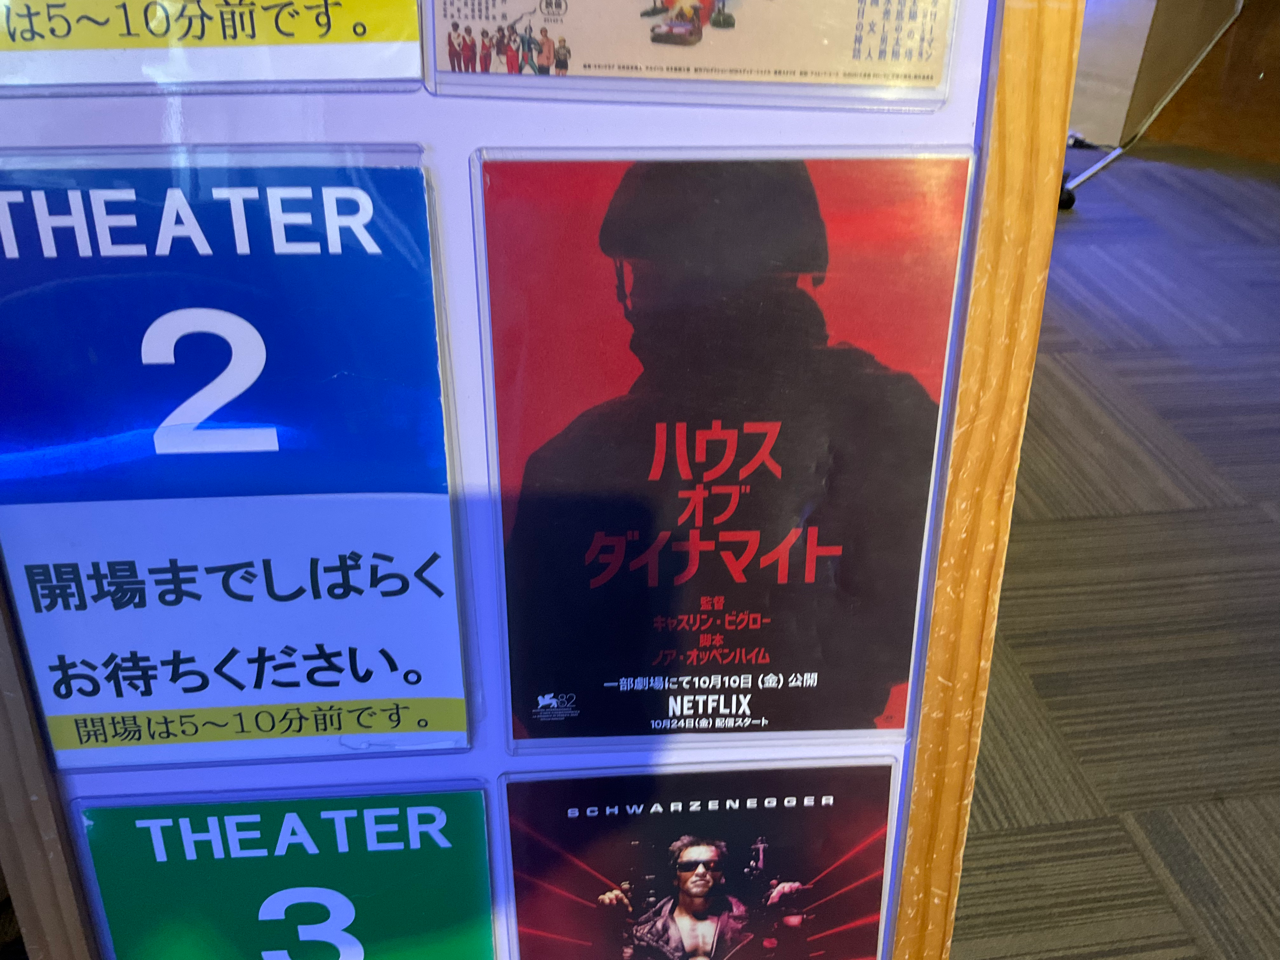 は5～10分前です。
THEATER
2
開場までしばらく
お待ちください。
開場は5～10分前です。
ハウス
オブ
ダイナマイト
監督
キャスリン・ビグロー
脚本
ノア・オッペンハイム
一部劇場にて10月10日(金)公開
82
NETFLIX
10月24日(金)配信スタート
THEATER
3
SCHWARZENEGGER